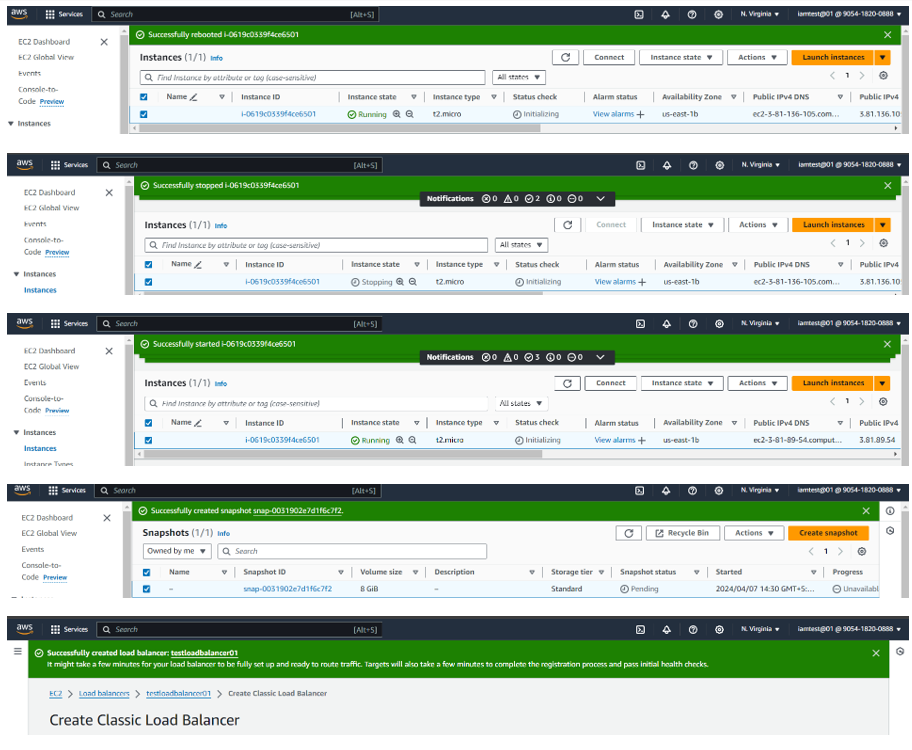 aws Services Search [Alt+S] N. Virginia iamtest@01 @ 9054-1820-0888
EC2 Dashboard
EC2 Global View
Events
Console-to-
Code Preview
Instances
Successfully rebooted i-0619c0339f4ce6501
Instances (1/1) Info Connect Instance state Actions Launch instances
Find Instance by attribute or tag (case-sensitive) All states 1
Name Instance ID Instance state Instance type Status check Alarm status Availability Zone Public IPv4 DNS Public IPv4
i-0619c0339f4ce6501 Running t2.micro Initializing View alarms + us-east-1b ec2-3-81-136-105.com... 3.81.136.10
aws Services Search [Alt+S] N. Virginia iamtest@01 @ 9054-1820-0888
EC2 Dashboard
EC2 Global View
Events
Console-to-
Code Preview
Instances
Instances
Successfully stopped i-0619c0339f4ce6501
Notifications 0 0 2 0 0
Instances (1/1) Info Connect Instance state Actions Launch instances
Find Instance by attribute or tag (case-sensitive) All states 1
Name Instance ID Instance state Instance type Status check Alarm status Availability Zone Public IPv4 DNS Public IPv4
i-0619c0339f4ce6501 Stopping t2.micro Initializing View alarms + us-east-1b ec2-3-81-136-105.com... 3.81.136.10
aws Services Search [Alt+S] N. Virginia iamtest@01 @ 9054-1820-0888
EC2 Dashboard
EC2 Global View
Events
Console-to-
Code Preview
Instances
Instances
Instance Types
Successfully started i-0619c0339f4ce6501
Notifications 0 0 3 0 0
Instances (1/1) Info Connect Instance state Actions Launch instances
Find Instance by attribute or tag (case-sensitive) All states 1
Name Instance ID Instance state Instance type Status check Alarm status Availability Zone Public IPv4 DNS Public IPv4
i-0619c0339f4ce6501 Running t2.micro Initializing View alarms + us-east-1b ec2-3-81-89-54.comput... 3.81.89.54
aws Services Search [Alt+S] N. Virginia iamtest@01 @ 9054-1820-0888
EC2 Dashboard
EC2 Global View
Events
Console-to-
Code Preview
Successfully created snapshot snap-0031902e7d1f6c7f2.
Snapshots (1/1) Info Recycle Bin Actions Create snapshot
Owned by me Search 1
Name Snapshot ID Volume size Description Storage tier Snapshot status Started Progress
– snap-0031902e7d1f6c7f2 8 GiB – Standard Pending 2024/04/07 14:30 GMT+5:... Unavailabl
aws Services Search [Alt+S] N. Virginia iamtest@01 @ 9054-1820-0888
Successfully created load balancer: testloadbalancer01
It might take a few minutes for your load balancer to be fully set up and ready to route traffic. Targets will also take a few minutes to complete the registration process and pass initial health checks.
EC2 > Load balancers > testloadbalancer01 > Create Classic Load Balancer
Create Classic Load Balancer